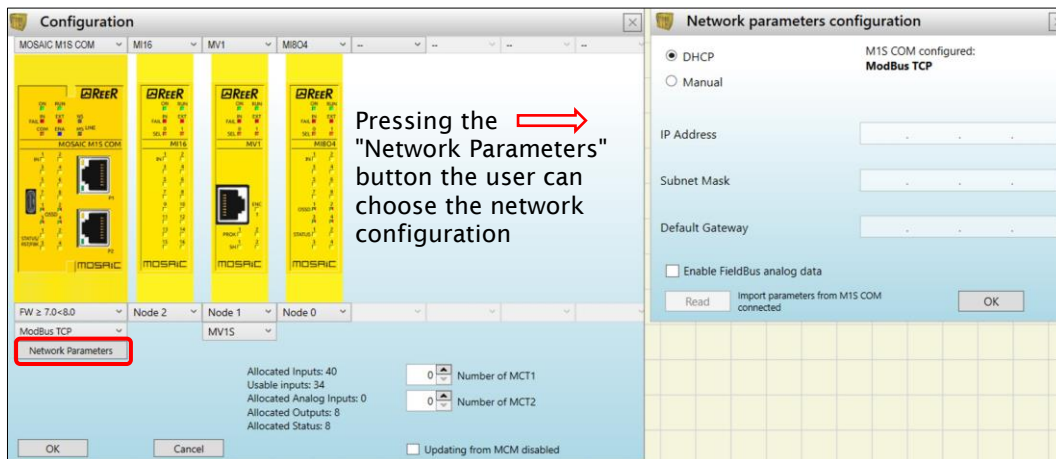 Configuration
MOSAIC M1S COM MI16 MV1 MI8O4 -- -- -- --
REER REER REER REER
MOSAIC M1S COM MI16 MV1 MI8O4
MOSAIC MOSAIC MOSAIC MOSAIC
Pressing the
"Network Parameters"
button the user can
choose the network
configuration
FW ≥ 7.0<8.0 Node 2 Node 1 Node 0
ModBus TCP MV1S
Network Parameters
Allocated Inputs: 40
Usable inputs: 34
Allocated Analog Inputs: 0
Allocated Outputs: 8
Allocated Status: 8
0 Number of MCT1
0 Number of MCT2
OK Cancel Updating from MCM disabled
Network parameters configuration
DHCP
Manual
M1S COM configured:
ModBus TCP
IP Address . . .
Subnet Mask . . .
Default Gateway . . .
Enable FieldBus analog data
Read Import parameters from M1S COM
connected
OK